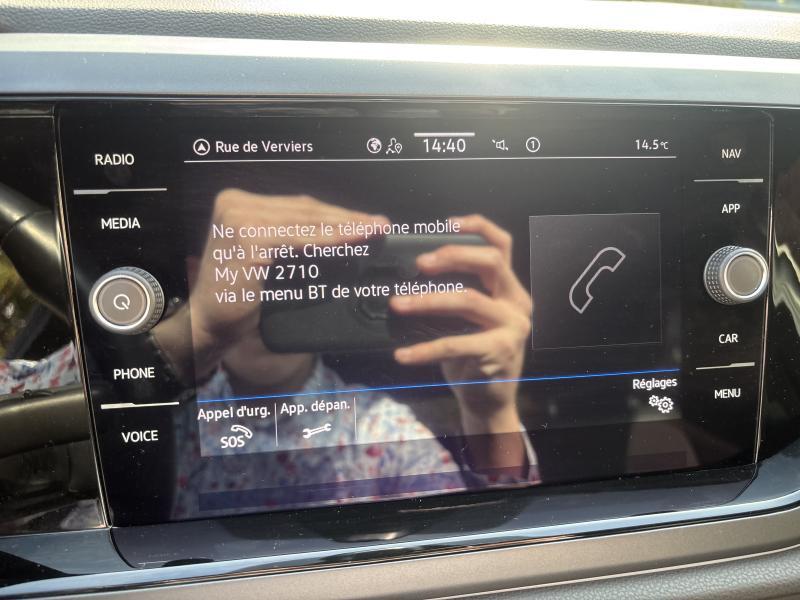 RADIO
MEDIA
PHONE
VOICE
Rue de Verviers
14:40
1
14.5°C
Ne connectez le téléphone mobile
qu'à l'arrêt. Cherchez
My VW 2710
via le menu BT de votre téléphone.
Appel d'urg.
SOS
App. dépan.
Réglages
NAV
APP
CAR
MENU